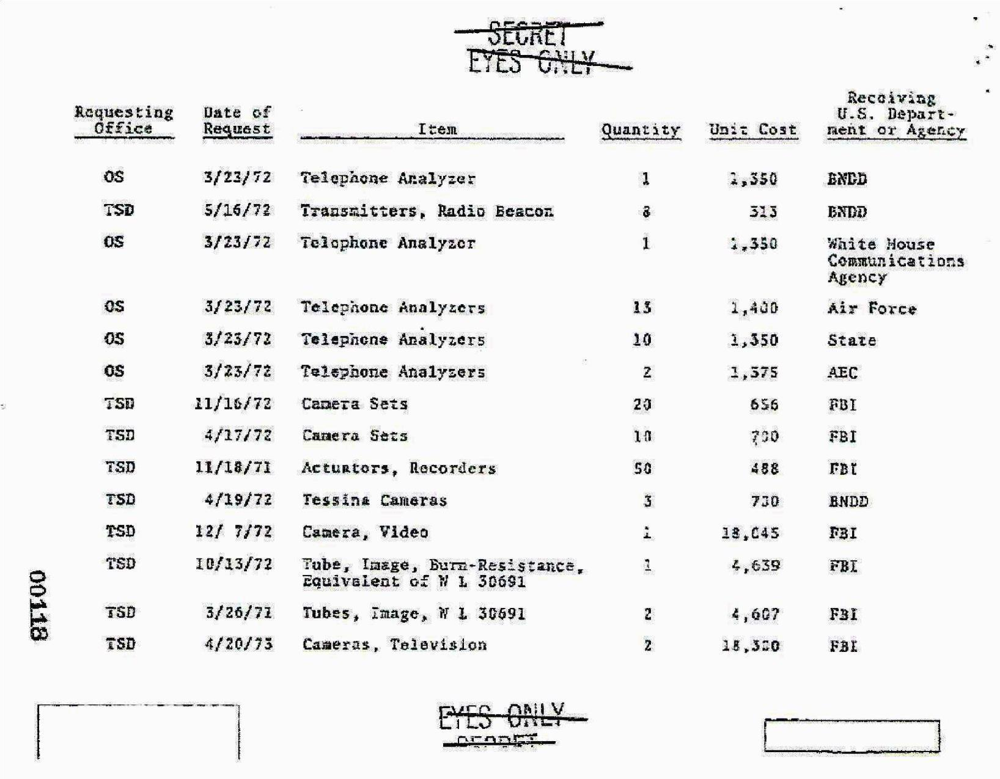 SECRET
EYES ONLY
Receiving
Requesting Date of U.S. Depart-
Office Request Item Quantity Unit Cost ment or Agency
OS 3/23/72 Telephone Analyzer 1 1,350 BNDD
TSD 5/16/72 Transmitters, Radio Beacon 8 313 BNDD
OS 3/23/72 Telephone Analyzer 1 1,350 White House
Communications
Agency
OS 3/23/72 Telephone Analyzers 13 1,400 Air Force
OS 3/23/72 Telephone Analyzers 10 1,350 State
OS 3/23/72 Telephone Analyzers 2 1,375 AEC
TSD 11/16/72 Camera Sets 20 656 FBI
TSD 4/17/72 Camera Sets 10 700 FBI
TSD 11/18/71 Actuators, Recorders 50 488 FBI
TSD 4/19/72 Tessina Cameras 3 730 BNDD
TSD 12/ 7/72 Camera, Video 1 18,045 FBI
TSD 10/13/72 Tube, Image, Burn-Resistance, 1 4,639 FBI
Equivalent of W L 30691
TSD 3/26/71 Tubes, Image, W L 30691 2 4,607 FBI
TSD 4/20/73 Cameras, Television 2 FBI
00118
EYES ONLY
SECRET